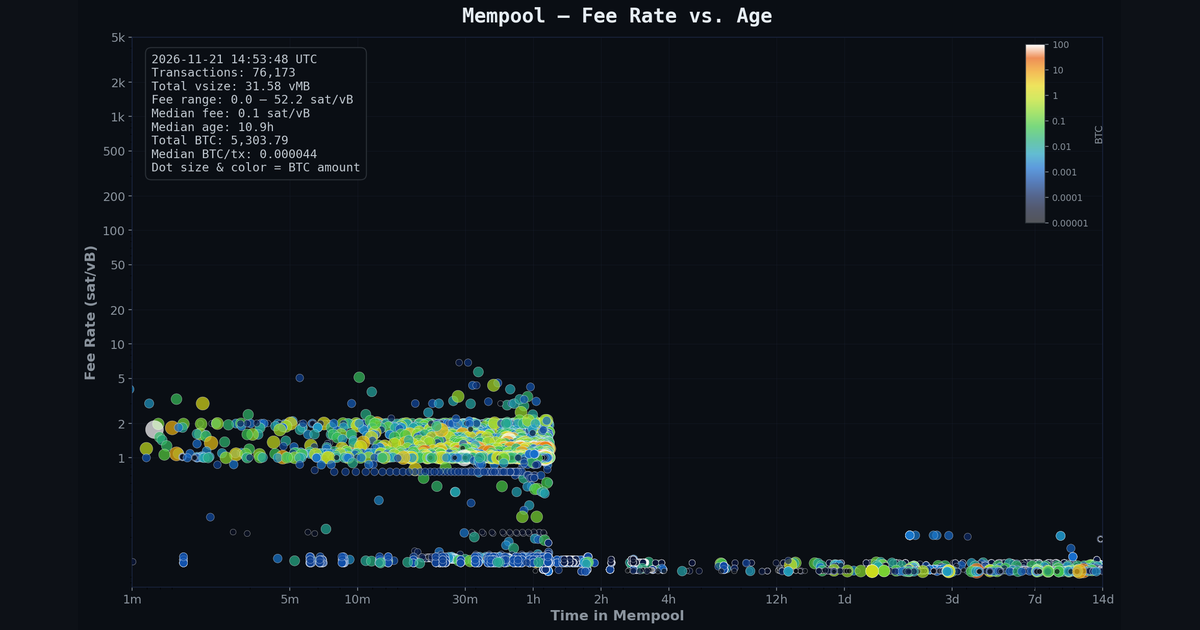 Mempool — Fee Rate vs. Age
2026-11-21 14:53:48 UTC
Transactions: 76,173
Total vsize: 31.58 vMB
Fee range: 0.0 — 52.2 sat/vB
Median fee: 0.1 sat/vB
Median age: 10.9h
Total BTC: 5,303.79
Median BTC/tx: 0.000044
Dot size & color = BTC amount
100
10
1
0.1
0.01
0.001
0.0001
0.00001
BTC
Fee Rate (sat/vB)
5k
2k
1k
500
200
100
50
20
10
5
2
1
1m
5m
10m
30m
1h
2h
4h
12h
1d
3d
7d
14d
Time in Mempool